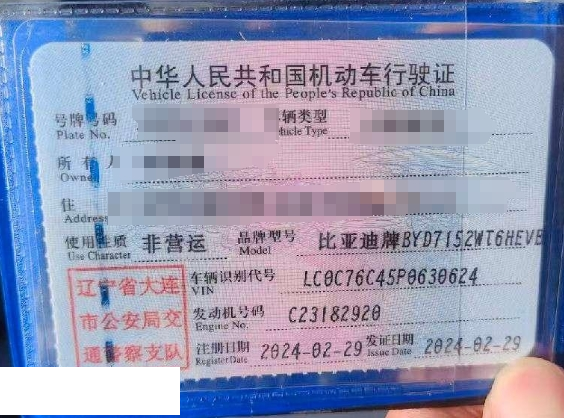 中华人民共和国机动车行驶证
Vehicle License of the People's Republic of China
号牌号码 车辆类型
Plate No. Vehicle Type
所有人
Owner
住
Address
使用性质 非营运 品牌型号 比亚迪牌BYD7152WT6HEVB
Use Character Model
辽宁省大连 车辆识别代号 LC0C76C45P0630624
VIN
市公安局交 发动机号码 C23182920
Engine No.
通警察支队 注册日期 2024-02-29 发证日期 2024-02-29
Register Date Issue Date